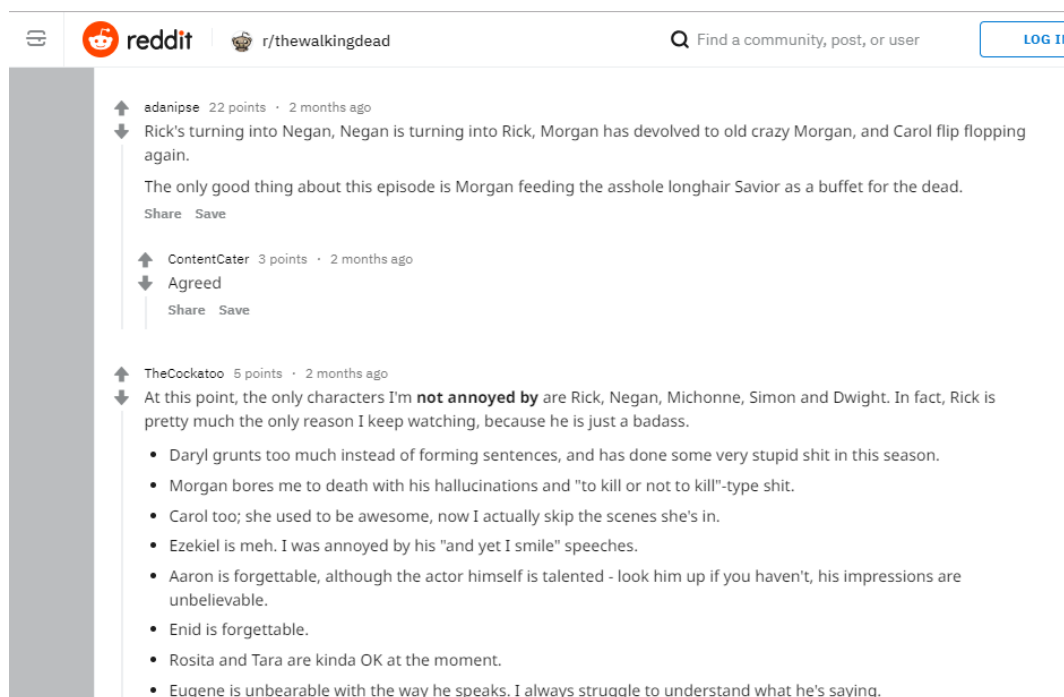 reddit r/thewalkingdead Find a community, post, or user LOG I
adanipse 22 points · 2 months ago
Rick's turning into Negan, Negan is turning into Rick, Morgan has devolved to old crazy Morgan, and Carol flip flopping
again.
The only good thing about this episode is Morgan feeding the asshole longhair Savior as a buffet for the dead.
Share Save
ContentCater 3 points · 2 months ago
Agreed
Share Save
TheCockatoo 5 points · 2 months ago
At this point, the only characters I'm not annoyed by are Rick, Negan, Michonne, Simon and Dwight. In fact, Rick is
pretty much the only reason I keep watching, because he is just a badass.
• Daryl grunts too much instead of forming sentences, and has done some very stupid shit in this season.
• Morgan bores me to death with his hallucinations and "to kill or not to kill"-type shit.
• Carol too; she used to be awesome, now I actually skip the scenes she's in.
• Ezekiel is meh. I was annoyed by his "and yet I smile" speeches.
• Aaron is forgettable, although the actor himself is talented - look him up if you haven't, his impressions are
unbelievable.
• Enid is forgettable.
• Rosita and Tara are kinda OK at the moment.
• Eugene is unbearable with the way he speaks. I always struggle to understand what he's saying.